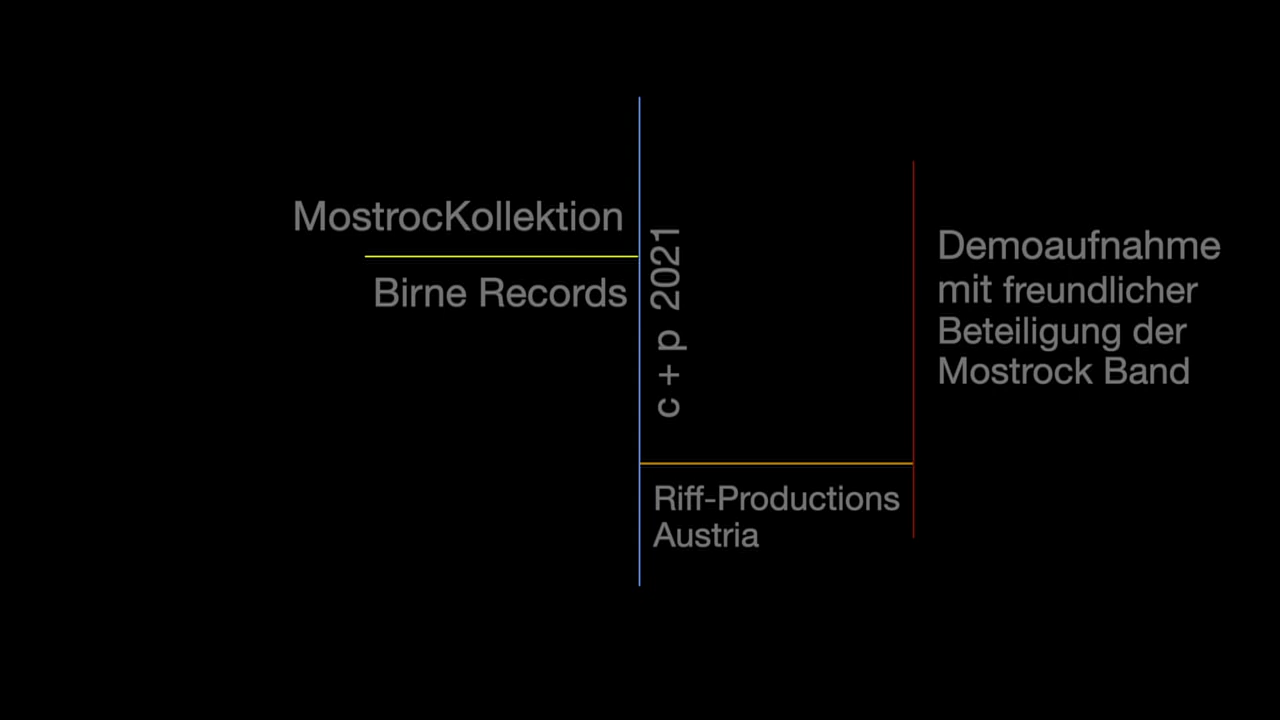 MostrocKollektion
Birne Records
c + p 2021
Riff-Productions
Austria
Demoaufnahme
mit freundlicher
Beteiligung der
Mostrock Band